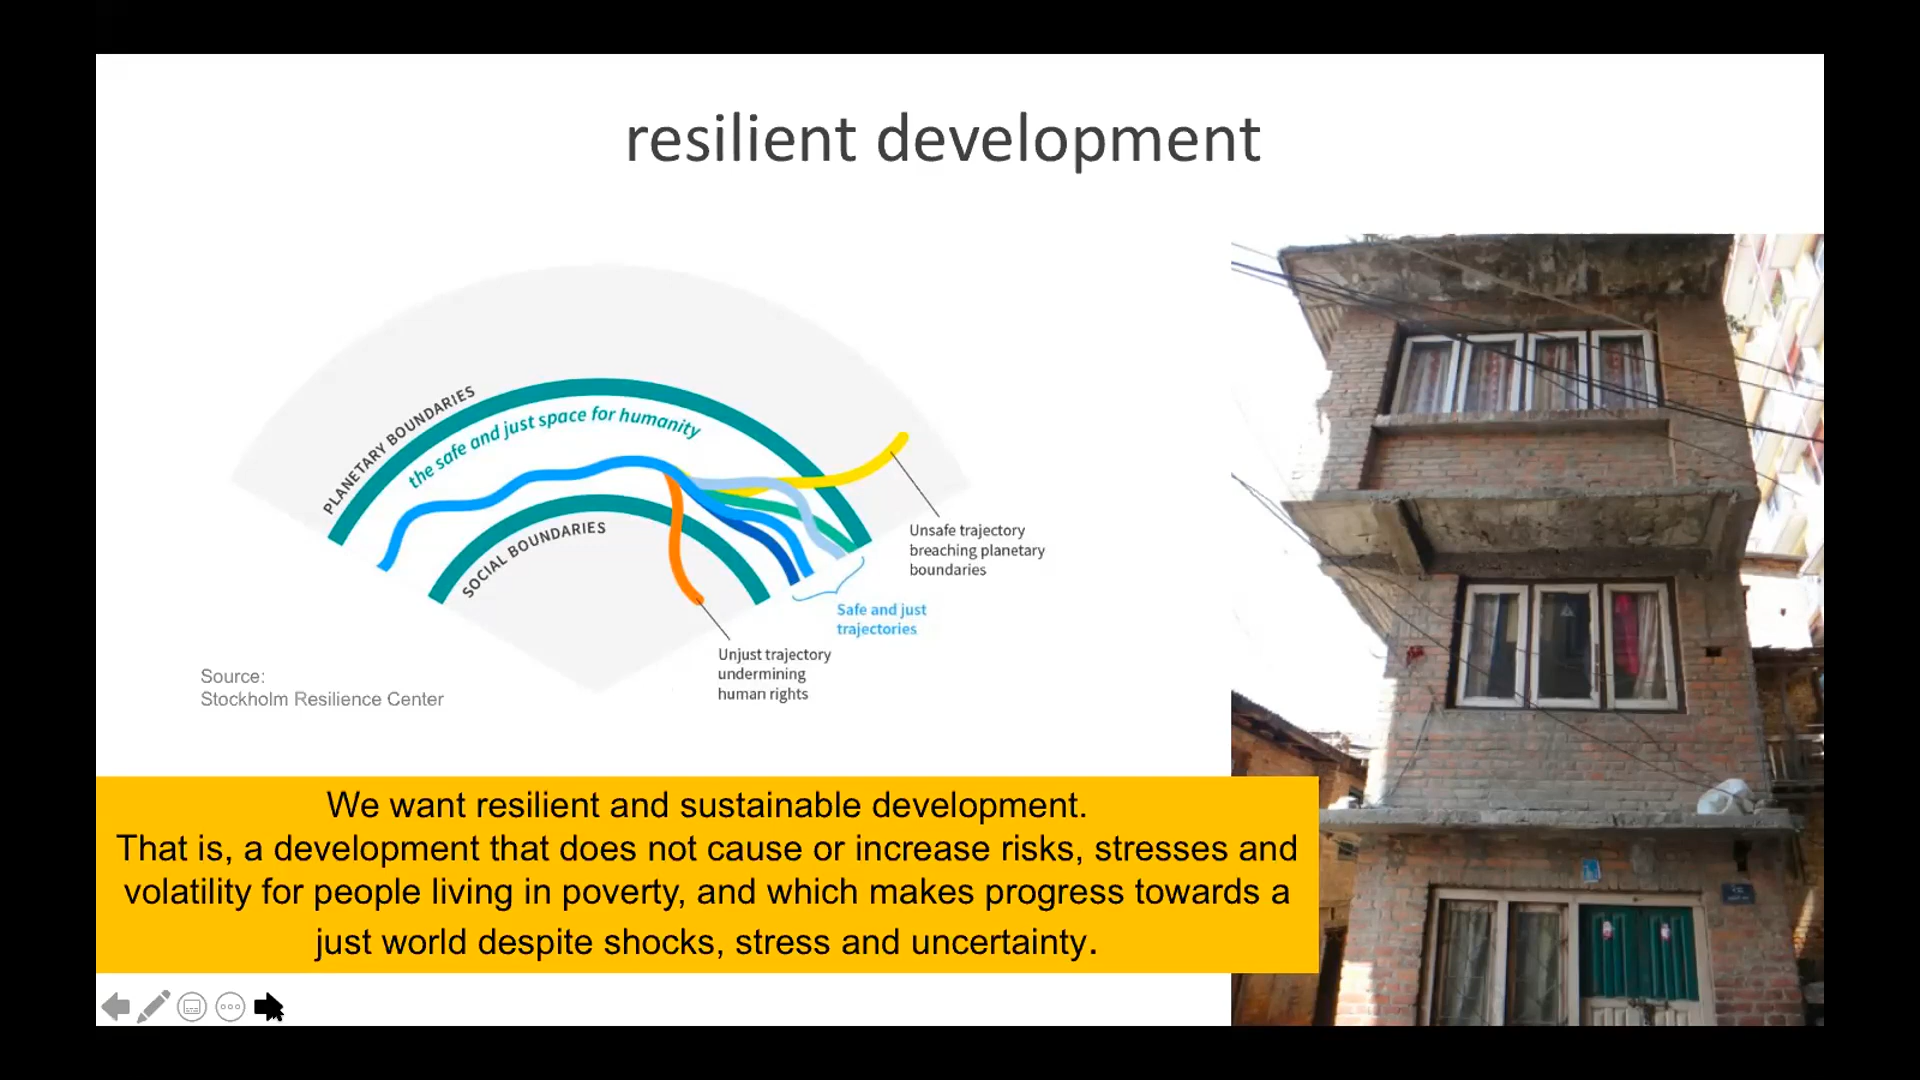 resilient development
PLANETARY BOUNDARIES
the safe and just space for humanity
SOCIAL BOUNDARIES
Unsafe trajectory
breaching planetary
boundaries
Safe and just
trajectories
Unjust trajectory
undermining
human rights
Source:
Stockholm Resilience Center
We want resilient and sustainable development.
That is, a development that does not cause or increase risks, stresses and
volatility for people living in poverty, and which makes progress towards a
just world despite shocks, stress and uncertainty.